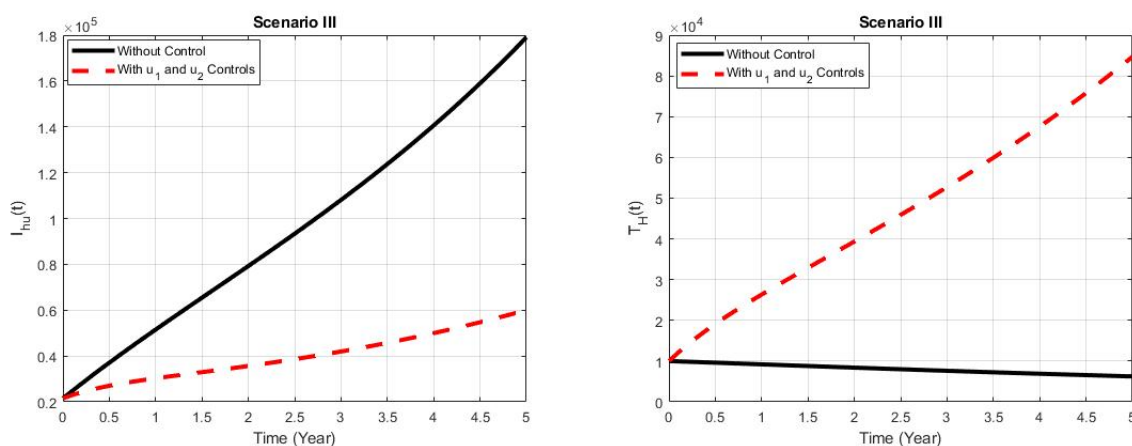 ×10⁵
Scenario III
1.8
1.6
1.4
1.2
1
0.8
0.6
0.4
0.2
Without Control
With u₁ and u₂ Controls
I_hu(t)
0 0.5 1 1.5 2 2.5 3 3.5 4 4.5 5
Time (Year)
×10⁴
Scenario III
9
8
7
6
5
4
3
2
1
0
Without Control
With u₁ and u₂ Controls
T_H(t)
0 0.5 1 1.5 2 2.5 3 3.5 4 4.5 5
Time (Year)